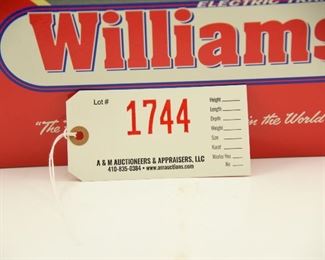 ELECTRIC
Williams
"The in the World
Lot #
1744
Height
Length
Depth
Weight
Size
Karat
Works Yes
No
A & M AUCTIONEERS & APPRAISERS, LLC
410-835-0384 • www.amauctions.com